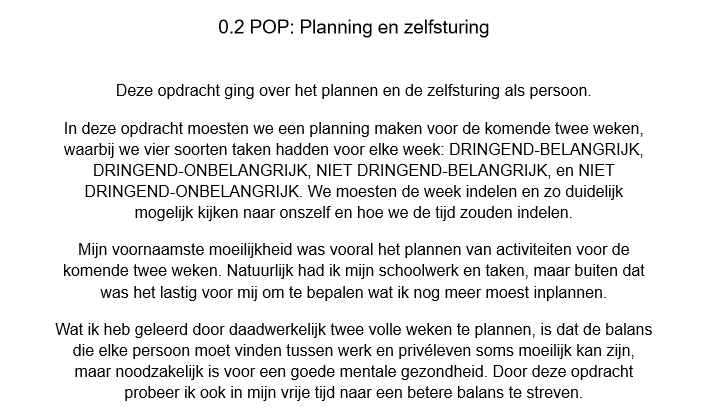 0.2 POP: Planning en zelfsturing
Deze opdracht ging over het plannen en de zelfsturing als persoon.
In deze opdracht moesten we een planning maken voor de komende twee weken,
waarbij we vier soorten taken hadden voor elke week: DRINGEND-BELANGRIJK,
DRINGEND-ONBELANGRIJK, NIET DRINGEND-BELANGRIJK, en NIET
DRINGEND-ONBELANGRIJK. We moesten de week indelen en zo duidelijk
mogelijk kijken naar onszelf en hoe we de tijd zouden indelen.
Mijn voornaamste moeilijkheid was vooral het plannen van activiteiten voor de
komende twee weken. Natuurlijk had ik mijn schoolwerk en taken, maar buiten dat
was het lastig voor mij om te bepalen wat ik nog meer moest inplannen.
Wat ik heb geleerd door daadwerkelijk twee volle weken te plannen, is dat de balans
die elke persoon moet vinden tussen werk en privéleven soms moeilijk kan zijn,
maar noodzakelijk is voor een goede mentale gezondheid. Door deze opdracht
probeer ik ook in mijn vrije tijd naar een betere balans te streven.